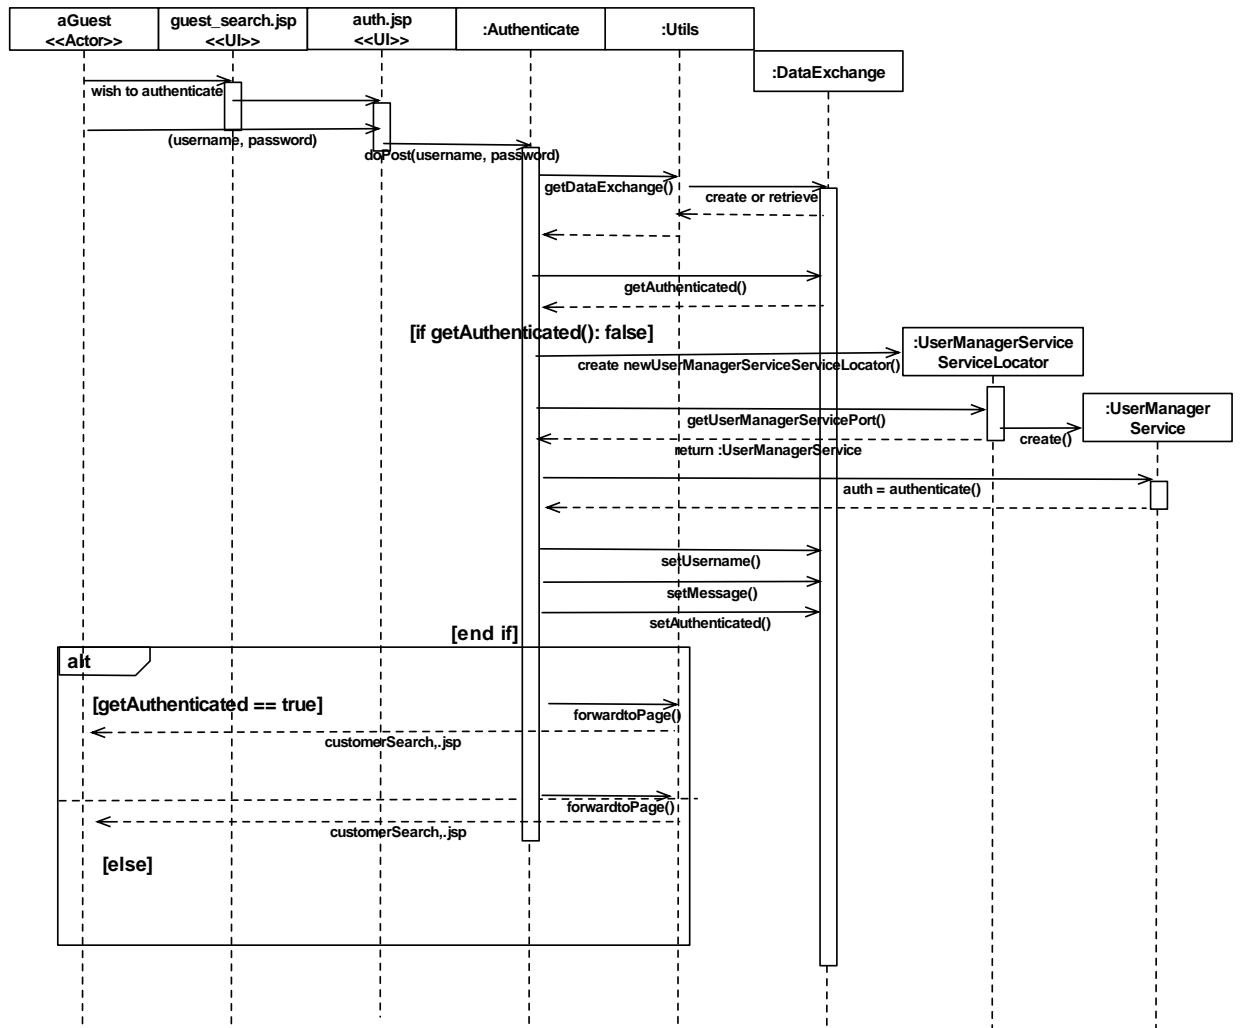 aGuest
<<Actor>>
guest_search.jsp
<<UI>>
auth.jsp
<<UI>>
:Authenticate
:Utils
:DataExchange
wish to authenticate
(username, password)
doPost(username, password)
getDataExchange()
create or retrieve
getAuthenticated()
[if getAuthenticated(): false]
:UserManagerService
ServiceLocator
create newUserManagerServiceServiceLocator()
:UserManager
Service
getUserManagerServicePort()
create()
return :UserManagerService
auth = authenticate()
setUsername()
setMessage()
setAuthenticated()
[end if]
alt
[getAuthenticated == true]
forwardtoPage()
customerSearch,.jsp
forwardtoPage()
customerSearch,.jsp
[else]